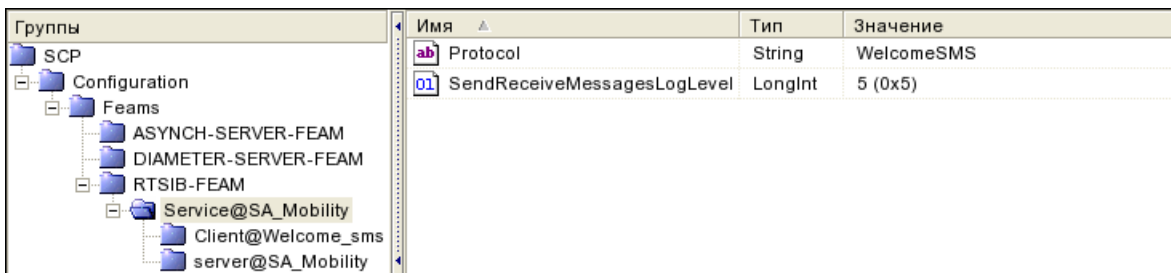 Группы
SCP
Configuration
Feams
ASYNCH-SERVER-FEAM
DIAMETER-SERVER-FEAM
RTSIB-FEAM
Service@SA_Mobility
Client@Welcome_sms
server@SA_Mobility
Имя Тип Значение
ab Protocol String WelcomeSMS
01 SendReceiveMessagesLogLevel LongInt 5 (0x5)